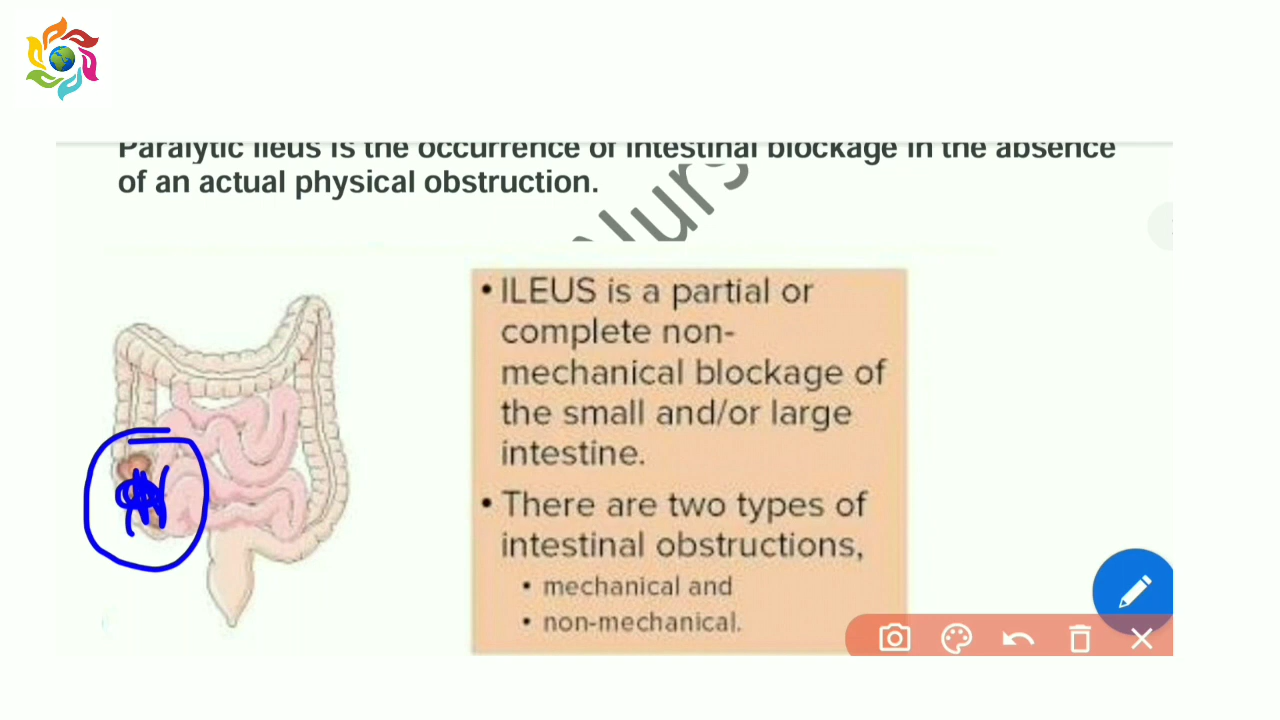 Paralytic Ileus is the occurrence of intestinal blockage in the absence
of an actual physical obstruction.
• ILEUS is a partial or
complete non-
mechanical blockage of
the small and/or large
intestine.
• There are two types of
intestinal obstructions,
• mechanical and
• non-mechanical.